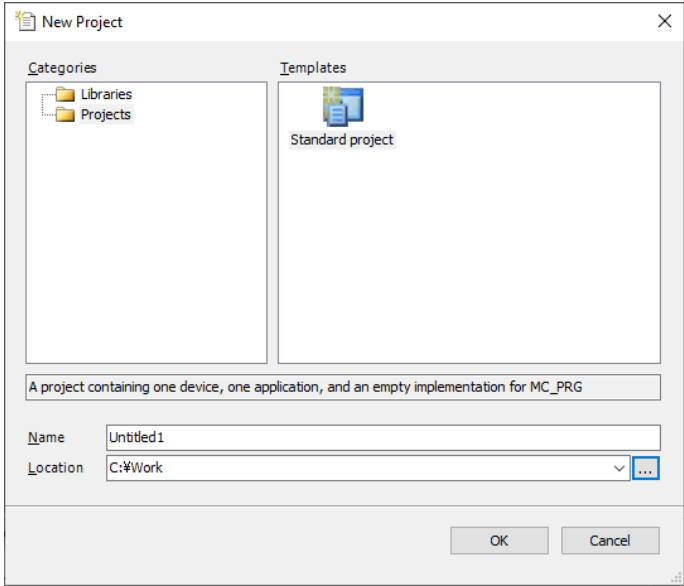 New Project
Categories
Templates
Libraries
Projects
Standard project
A project containing one device, one application, and an empty implementation for MC_PRG
Name
Untitled1
Location
C:¥Work
...
OK
Cancel